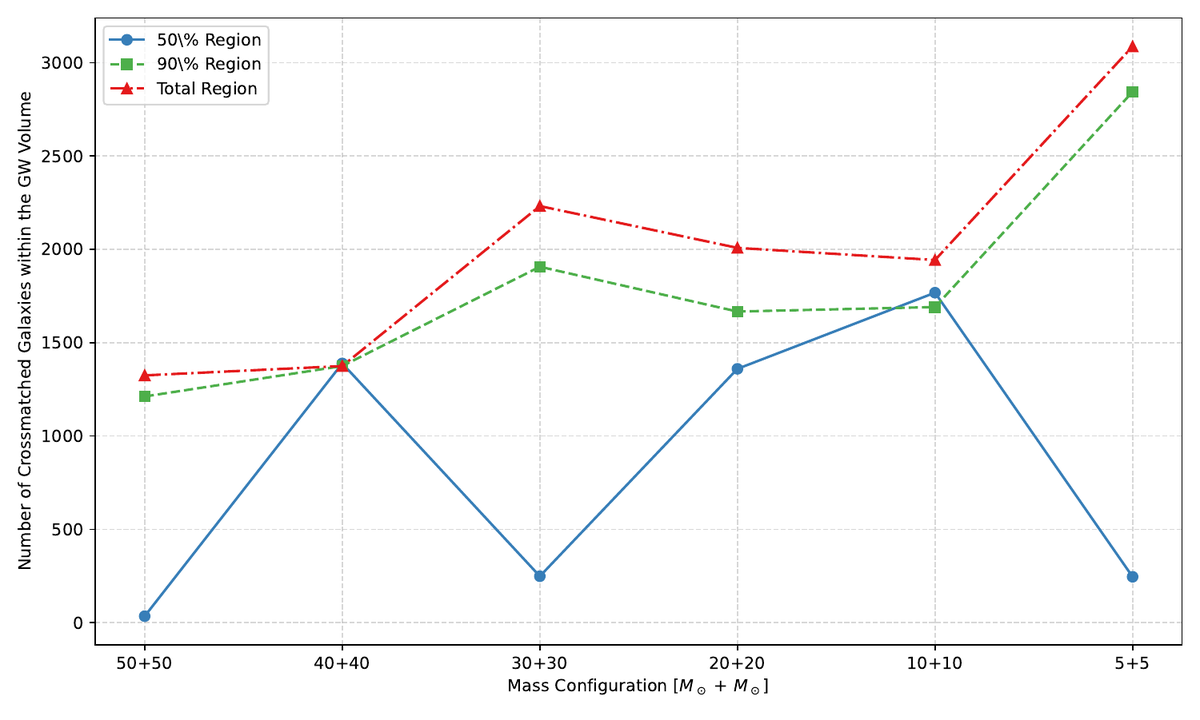 50\% Region
90\% Region
Total Region
Number of Crossmatched Galaxies within the GW Volume
3000
2500
2000
1500
1000
500
0
50+50 40+40 30+30 20+20 10+10 5+5
Mass Configuration [M⊙ + M⊙]